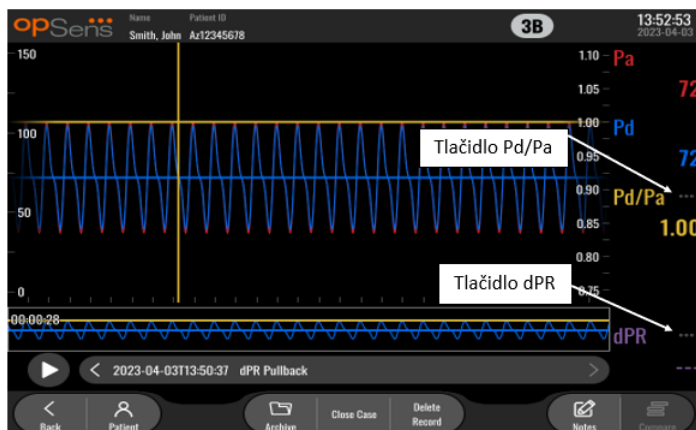 opSens
Name Patient ID
Smith, John Az12345678
3B
13:52:53
2023-04-03
150
100
50
0
1.10
1.05
1.00
0.95
0.90
0.85
0.80
0.75
Pa
72
Pd
72
Pd/Pa
---
1.00
Tlačidlo Pd/Pa
Tlačidlo dPR
dPR
---
---
00:00:28
2023-04-03T13:50:37 dPR Pullback
Back
Patient
Archive
Close Case
Delete
Record
Notes
Compare